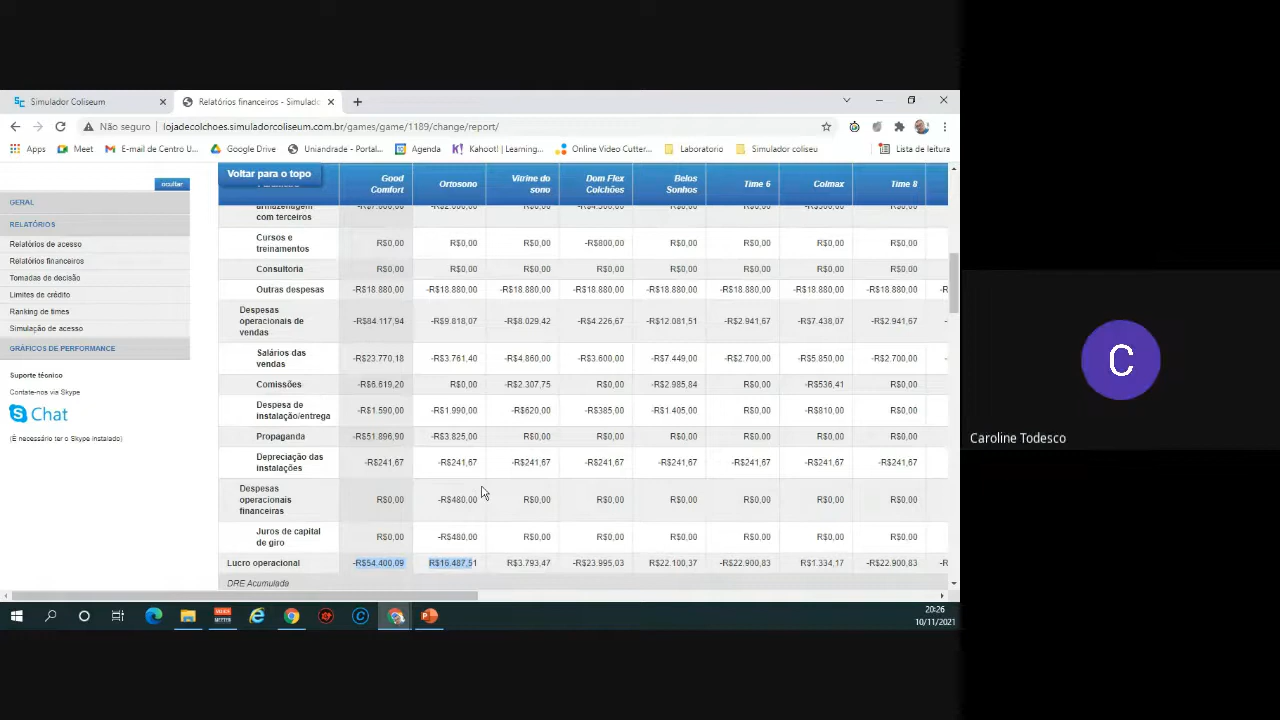 Simulador Coliseum
Relatórios financeiros - Simulado
Não seguro
lojadecolchoes.simuladorcoliseum.com.br/games/game/1189/change/report/
Apps
Meet
E-mail de Centro U...
Google Drive
Uniandrade - Portal...
Agenda
K! Kahoot! | Learning...
Online Video Cutter...
Laboratorio
Simulador coliseu
Lista de leitura
ocultar
GERAL
RELATÓRIOS
Relatórios de acesso
Relatórios financeiros
Tomadas de decisão
Limites de crédito
Ranking de times
Simulação de acesso
GRÁFICOS DE PERFORMANCE
Suporte técnico
Contate-nos via Skype
Chat
(É necessário ter o Skype instalado)
Voltar para o topo
Good Comfort Ortosono Vitrine do sono Dom Flex Colchões Belos Sonhos Time 6 Colmax Time 8
armazenagem com terceiros
Cursos e treinamentos R$0,00 R$0,00 R$0,00 -R$800,00 R$0,00 R$0,00 R$0,00 R$0,00
Consultoria R$0,00 R$0,00 R$0,00 R$0,00 R$0,00 R$0,00 R$0,00 R$0,00
Outras despesas -R$18.880,00 -R$18.880,00 -R$18.880,00 -R$18.880,00 -R$18.880,00 -R$18.880,00 -R$18.880,00 -R$18.880,00 -R
Despesas operacionais de vendas -R$84.117,94 -R$9.818,07 -R$8.029,42 -R$4.226,67 -R$12.081,51 -R$2.941,67 -R$7.438,07 -R$2.941,67 -
Salários das vendas -R$23.770,18 -R$3.761,40 -R$4.860,00 -R$3.600,00 -R$7.449,00 -R$2.700,00 -R$5.850,00 -R$2.700,00 -
Comissões -R$6.619,20 R$0,00 -R$2.307,75 R$0,00 -R$2.985,84 R$0,00 -R$536,41 R$0,00
Despesa de instalação/entrega -R$1.590,00 -R$1.990,00 -R$620,00 -R$385,00 -R$1.405,00 R$0,00 -R$810,00 R$0,00
Propaganda -R$51.896,90 -R$3.825,00 R$0,00 R$0,00 R$0,00 R$0,00 R$0,00 R$0,00
Depreciação das instalações -R$241,67 -R$241,67 -R$241,67 -R$241,67 -R$241,67 -R$241,67 -R$241,67 -R$241,67
Despesas operacionais financeiras R$0,00 -R$480,00 R$0,00 R$0,00 R$0,00 R$0,00 R$0,00 R$0,00
Juros de capital de giro R$0,00 -R$480,00 R$0,00 R$0,00 R$0,00 R$0,00 R$0,00 R$0,00
Lucro operacional -R$54.400,09 R$16.487,51 R$3.793,47 -R$23.995,03 R$22.100,37 -R$22.900,83 R$1.334,17 -R$22.900,83 -R
DRE Acumulada
20:26
10/11/2021
C
Caroline Todesco